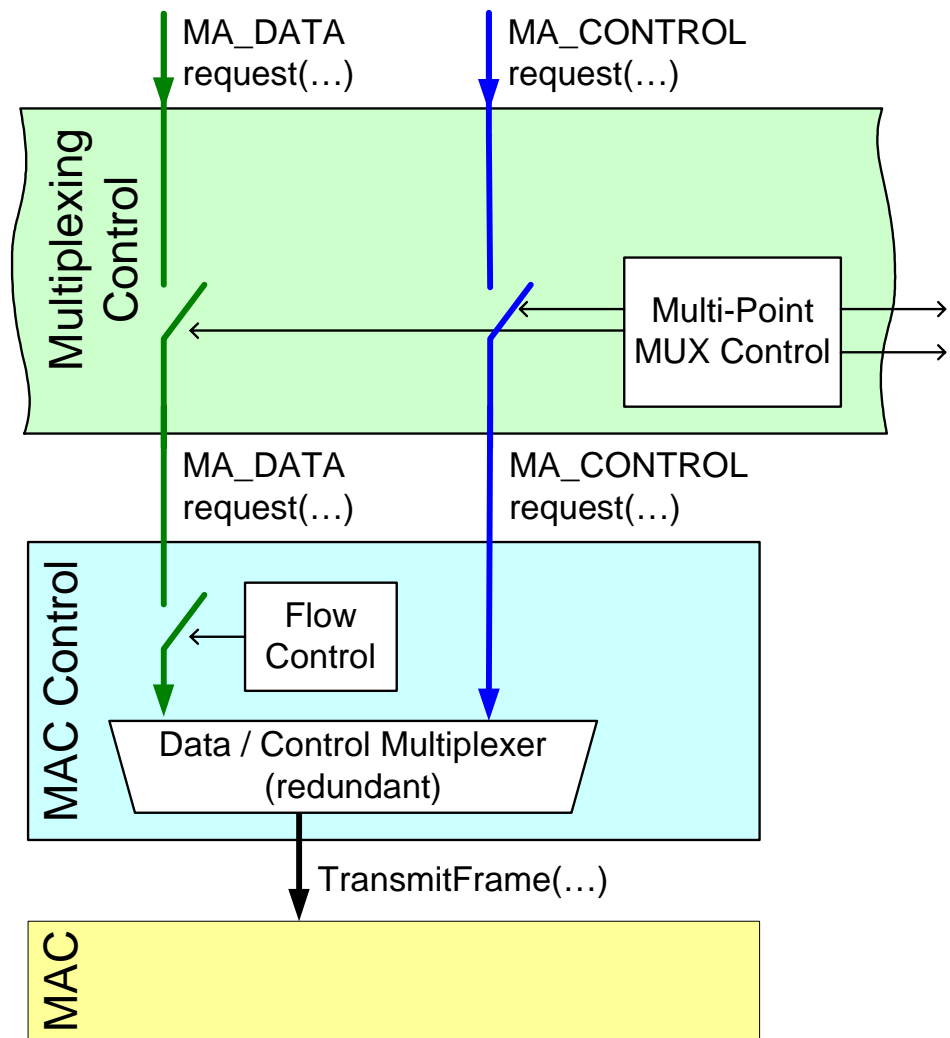 MA_DATA
request(…)
MA_CONTROL
request(…)
Multiplexing
Control
Multi-Point
MUX Control
MA_DATA
request(…)
MA_CONTROL
request(…)
MAC Control
Flow
Control
Data / Control Multiplexer
(redundant)
TransmitFrame(…)
MAC